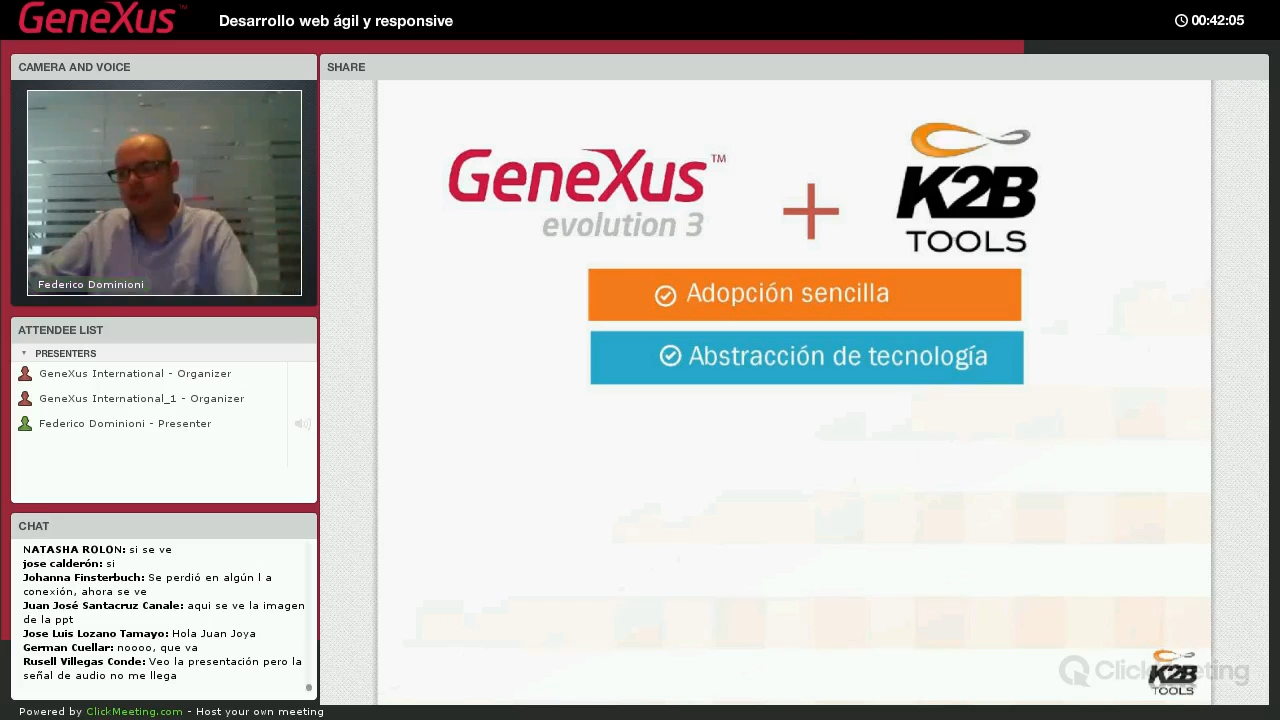 GeneXus™
Desarrollo web ágil y responsive
00:42:05
CAMERA AND VOICE
Federico Dominioni
ATTENDEE LIST
PRESENTERS
GeneXus International - Organizer
GeneXus International_1 - Organizer
Federico Dominioni - Presenter
CHAT
NATASHA ROLON: si se ve
jose calderon: si
Johanna Finsterbuch: Se perdió en algun l a
conexión, ahora se ve
Juan José Santacruz Canale: aqui se ve la imagen
de la ppt
Jose Luis Lozano Tamayo: Hola Juan Jova
German Cuellar: noooo, que va
Rusell Villegas Conde: Veo la presentación pero la
señal de audio no me llega
Powered by ClickMeeting.com - Host your own meeting
SHARE
GeneXus™
evolution 3
+
K2B
TOOLS
Adopción sencilla
Abstracción de tecnología
ClickMeeting
K2B
TOOLS